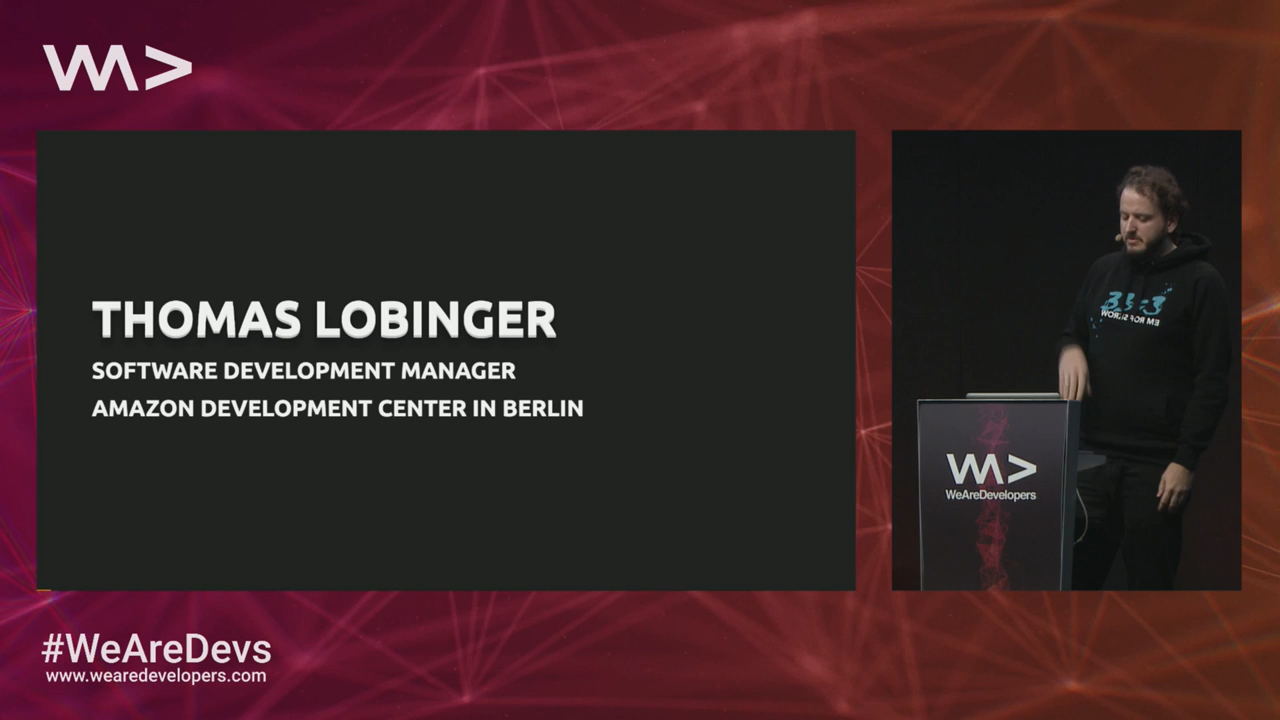 THOMAS LOBINGER
SOFTWARE DEVELOPMENT MANAGER
AMAZON DEVELOPMENT CENTER IN BERLIN
WeAreDevelopers
#WeAreDevs
www.wearedevelopers.com